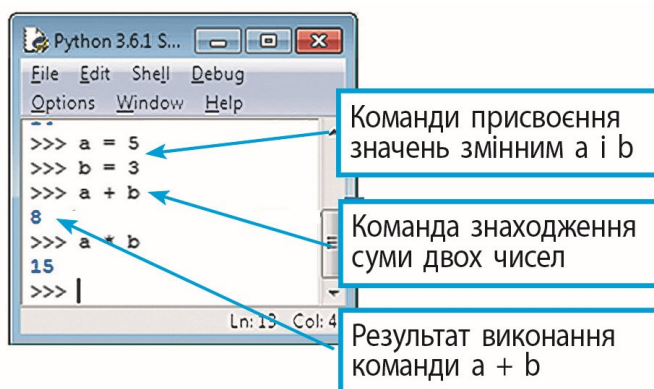 Python 3.6.1 S...
File Edit Shell Debug
Options Window Help
>>> a = 5
>>> b = 3
>>> a + b
8
>>> a * b
15
>>>
Ln: 13 Col: 4
Команди присвоєння
значень змінним a і b
Команда знаходження
суми двох чисел
Результат виконання
команди a + b